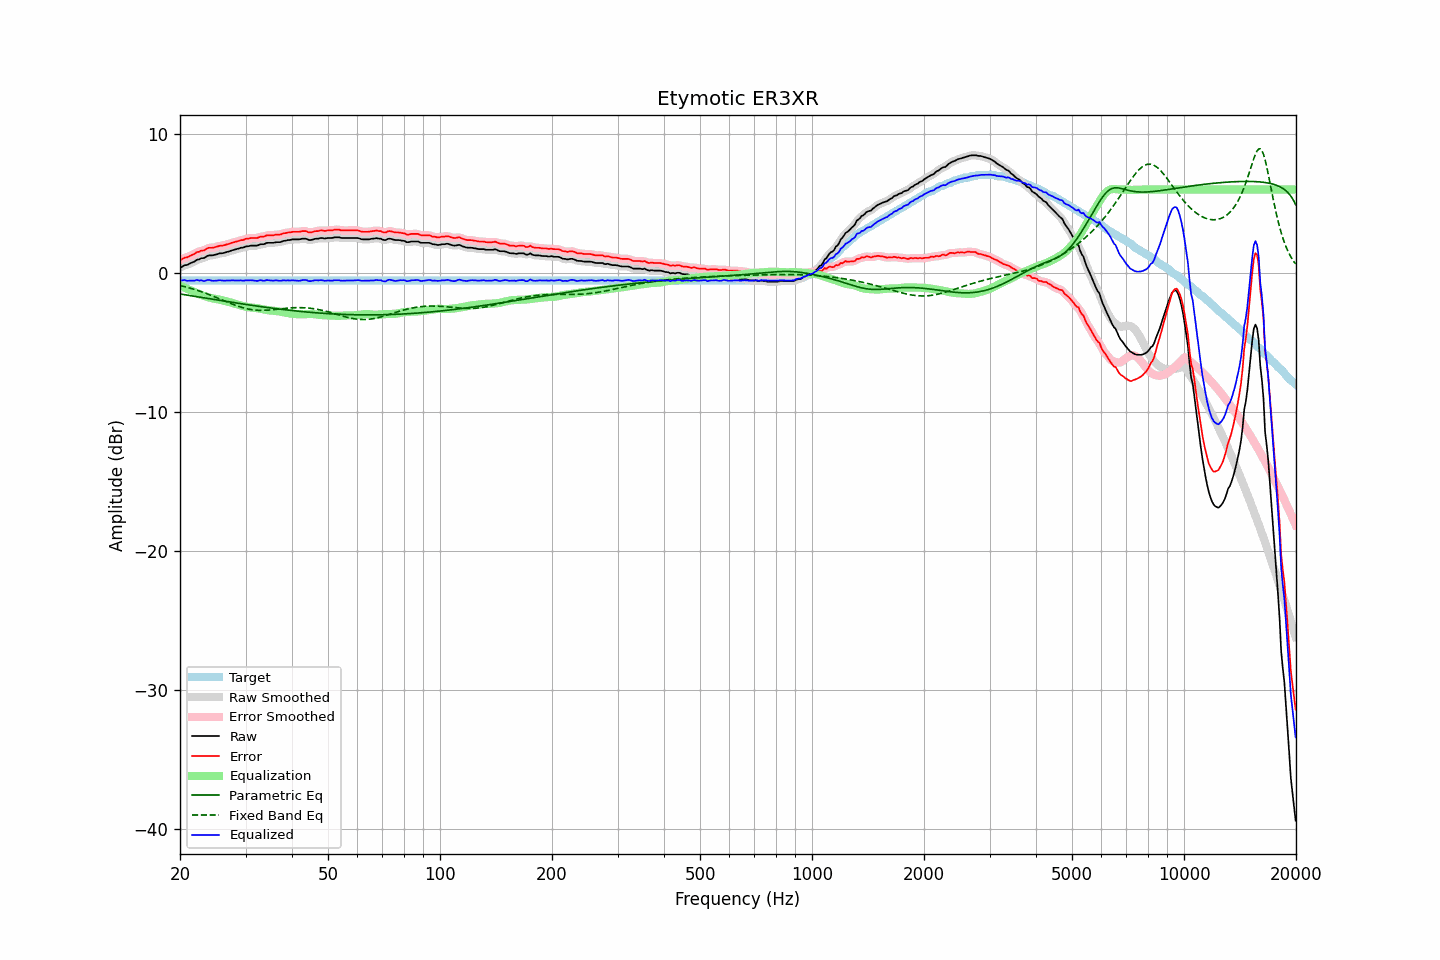 Etymotic ER3XR
Amplitude (dBr)
10
0
−10
−20
−30
−40
Target
Raw Smoothed
Error Smoothed
Raw
Error
Equalization
Parametric Eq
Fixed Band Eq
Equalized
20 50 100 200 500 1000 2000 5000 10000 20000
Frequency (Hz)